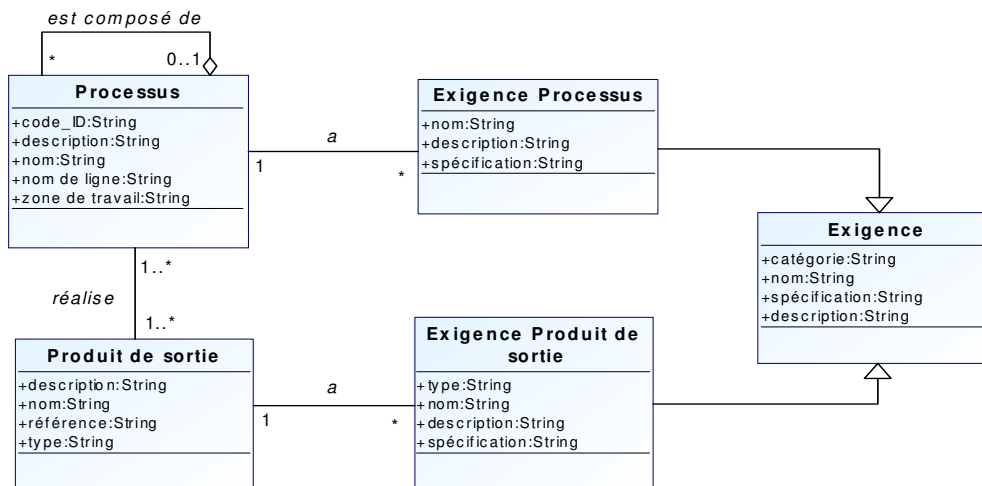 est composé de
*
0..1
Processus
+code_ID:String
+description:String
+nom:String
+nom de ligne:String
+zone de travail:String
a
1
*
Exigence Processus
+nom:String
+description:String
+spécification:String
Exigence
+catégorie:String
+nom:String
+spécification:String
+description:String
1..*
réalise
1..*
Produit de sortie
+description:String
+nom:String
+référence:String
+type:String
a
1
*
Exigence Produit de
sortie
+type:String
+nom:String
+description:String
+spécification:String